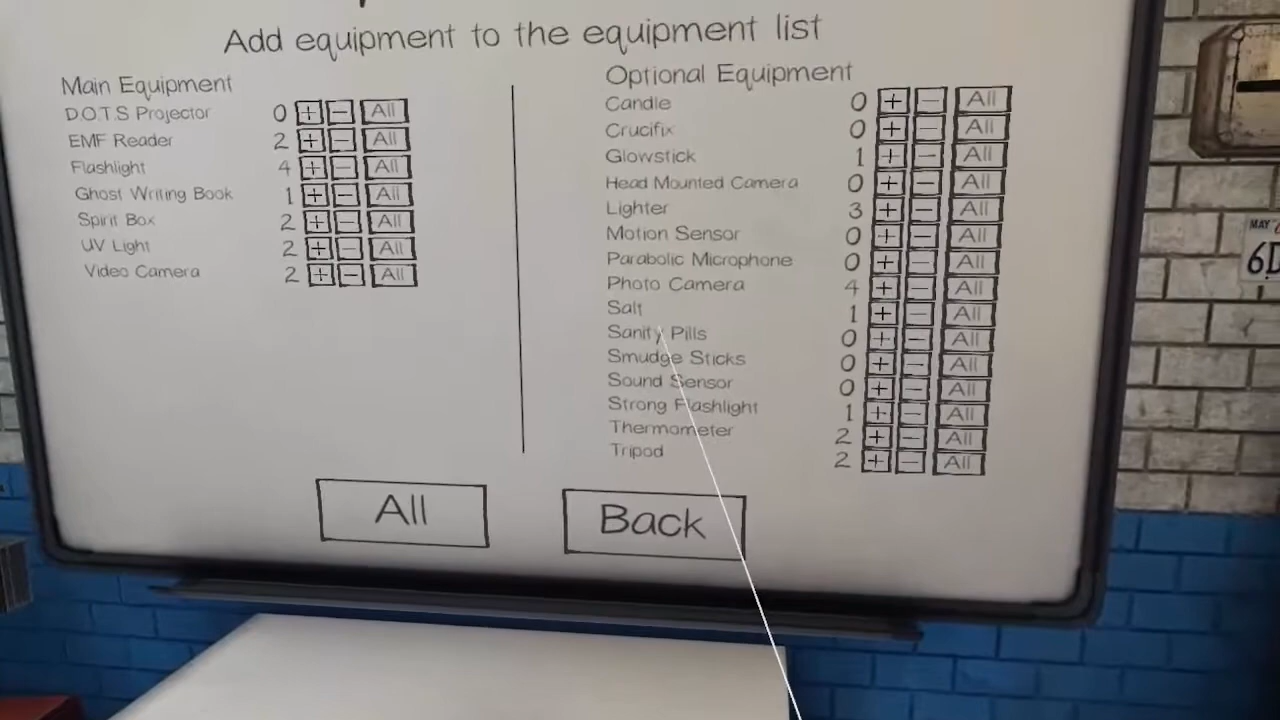 Add equipment to the equipment list
Main Equipment
D.O.T.S Projector 0 + - All
EMF Reader 2 + - All
Flashlight 4 + - All
Ghost Writing Book 1 + - All
Spirit Box 2 + - All
UV Light 2 + - All
Video Camera 2 + - All
Optional Equipment
Candle 0 + - All
Crucifix 0 + - All
Glowstick 1 + - All
Head Mounted Camera 0 + - All
Lighter 3 + - All
Motion Sensor 0 + - All
Parabolic Microphone 0 + - All
Photo Camera 4 + - All
Salt 1 + - All
Sanity Pills 0 + - All
Smudge Sticks 0 + - All
Sound Sensor 0 + - All
Strong Flashlight 1 + - All
Thermometer 2 + - All
Tripod 2 + - All
All
Back
MAY